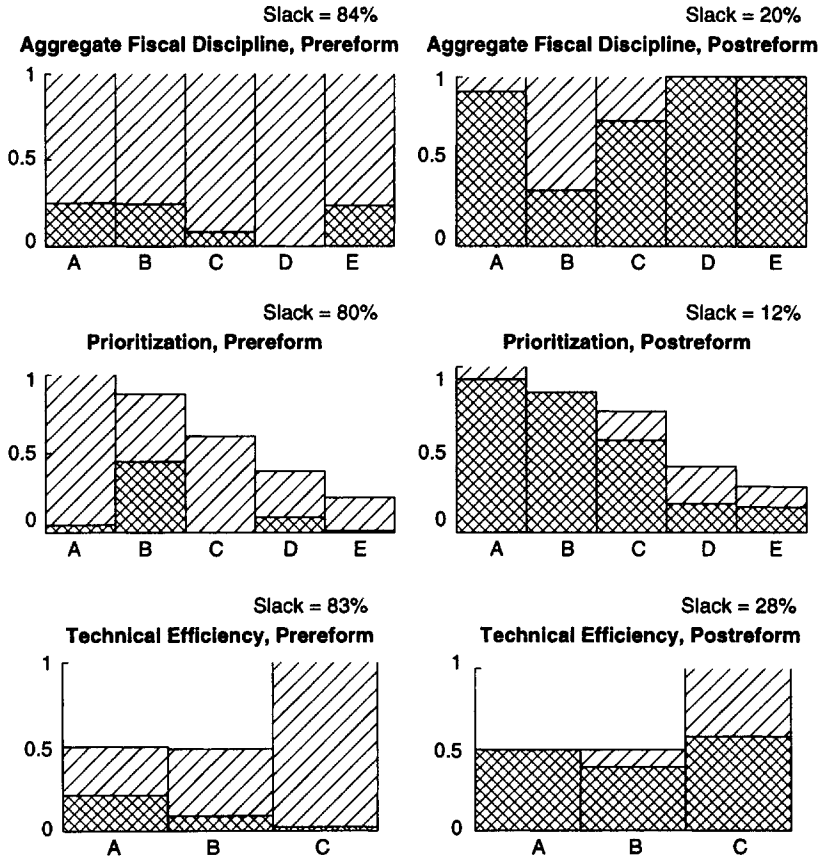 Slack = 84%
Aggregate Fiscal Discipline, Prereform
1
0.5
0
A B C D E
Slack = 20%
Aggregate Fiscal Discipline, Postreform
1
0.5
0
A B C D E
Slack = 80%
Prioritization, Prereform
1
0.5
0
A B C D E
Slack = 12%
Prioritization, Postreform
1
0.5
0
A B C D E
Slack = 83%
Technical Efficiency, Prereform
1
0.5
0
A B C
Slack = 28%
Technical Efficiency, Postreform
1
0.5
0
A B C